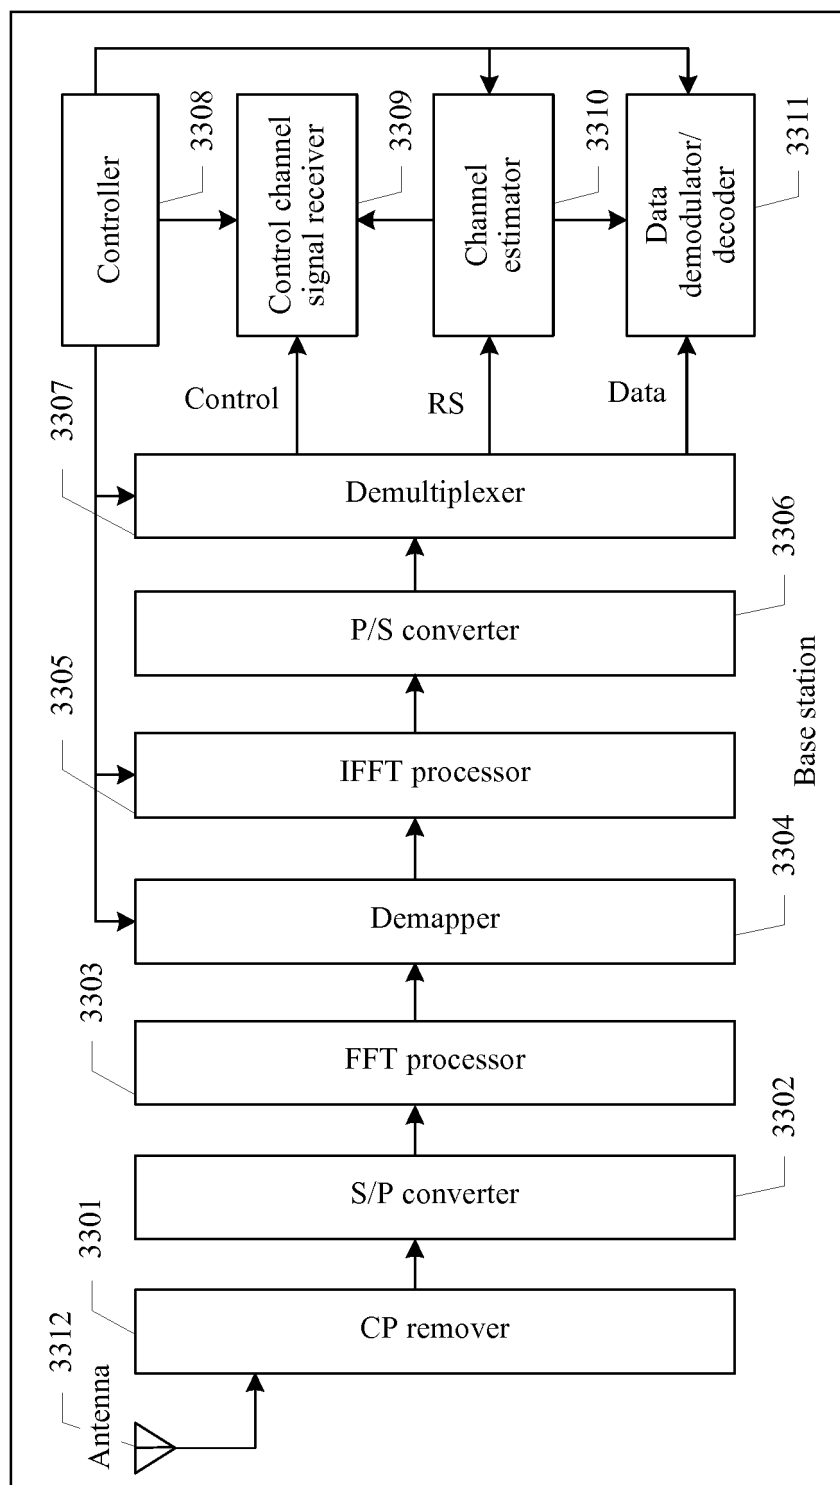 3308
3309
3310
3311
Controller
Control channel
signal receiver
Channel
estimator
Data
demodulator/
decoder
3307
Control
RS
Data
Demultiplexer
3306
P/S converter
3305
IFFT processor
Base station
3304
Demapper
3303
FFT processor
3302
S/P converter
3301
CP remover
3312
Antenna